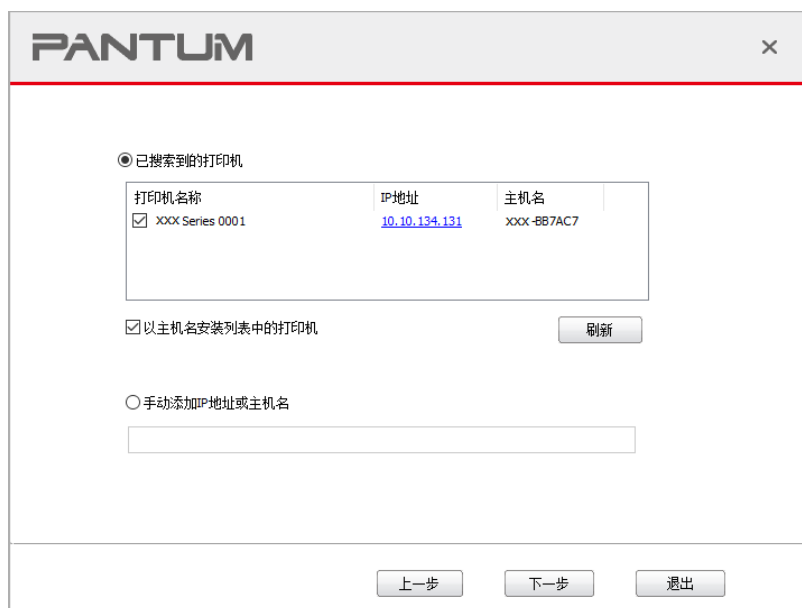 PANTUM
已搜索到的打印机
打印机名称 IP地址 主机名
XXX Series 0001 10.10.134.131 XXX-BB7AC7
以主机名安装列表中的打印机 刷新
手动添加IP地址或主机名
上一步 下一步 退出